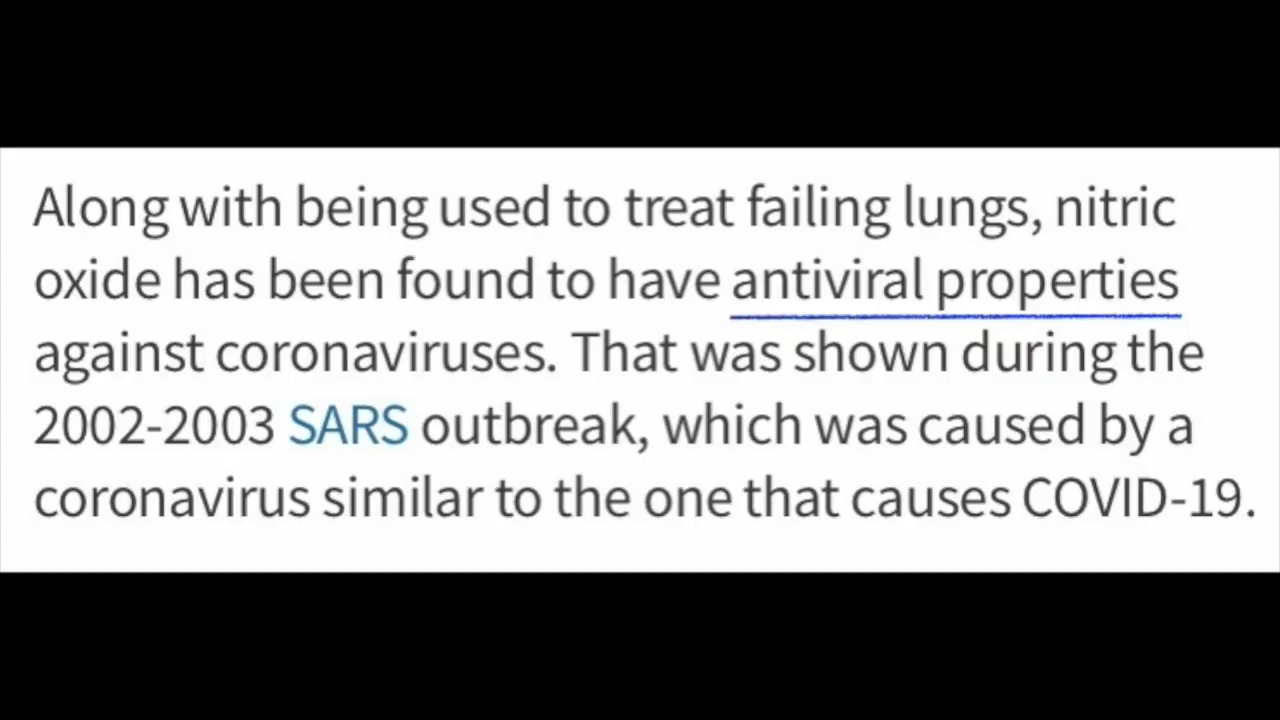 Along with being used to treat failing lungs, nitric
oxide has been found to have antiviral properties
against coronaviruses. That was shown during the
2002-2003 SARS outbreak, which was caused by a
coronavirus similar to the one that causes COVID-19.